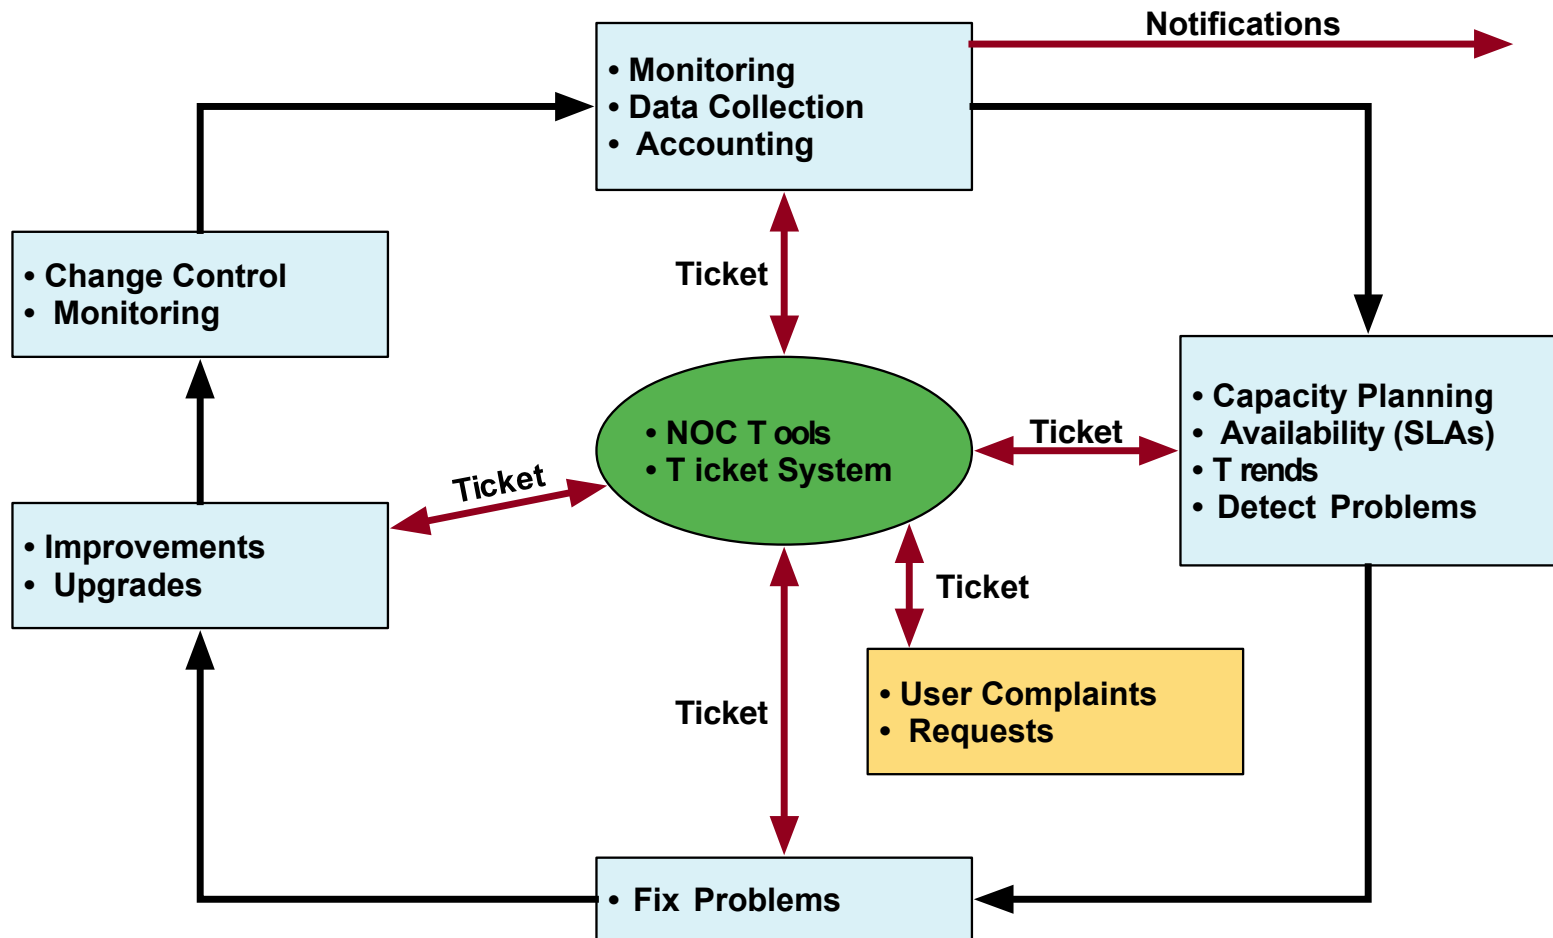 Notifications
• Monitoring
• Data Collection
• Accounting
Ticket
• Change Control
• Monitoring
• Capacity Planning
• Availability (SLAs)
• T rends
• Detect Problems
• NOC T ools
• T icket System
Ticket
Ticket
• Improvements
• Upgrades
Ticket
• User Complaints
• Requests
Ticket
• Fix Problems